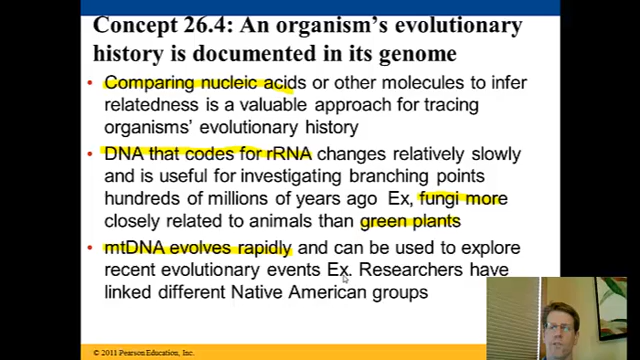 Concept 26.4: An organism's evolutionary
history is documented in its genome
• Comparing nucleic acids or other molecules to infer
relatedness is a valuable approach for tracing
organisms' evolutionary history
• DNA that codes for rRNA changes relatively slowly
and is useful for investigating branching points
hundreds of millions of years ago Ex, fungi more
closely related to animals than green plants
• mtDNA evolves rapidly and can be used to explore
recent evolutionary events Ex. Researchers have
linked different Native American groups
© 2011 Pearson Education, Inc.